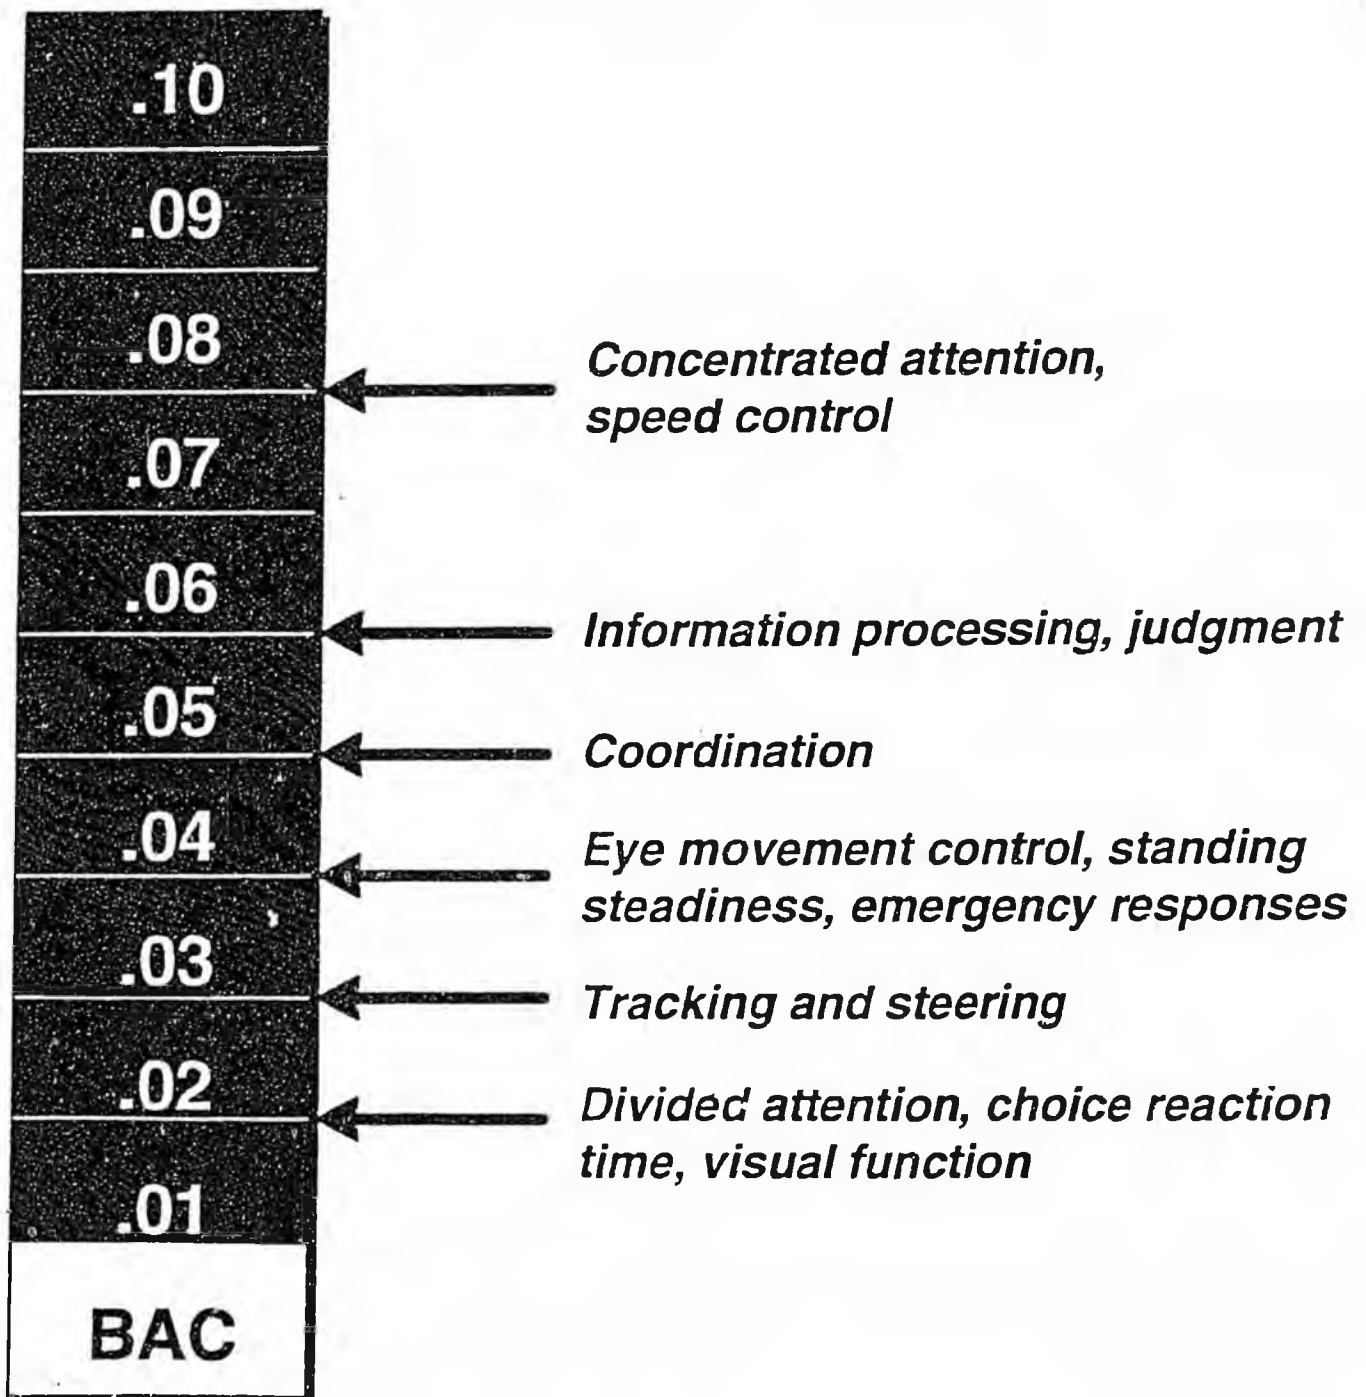 .10
.09
.08
Concentrated attention,
speed control
.07
.06
Information processing, judgment
.05
Coordination
.04
Eye movement control, standing
steadiness, emergency responses
.03
Tracking and steering
.02
Divided attention, choice reaction
time, visual function
.01
BAC